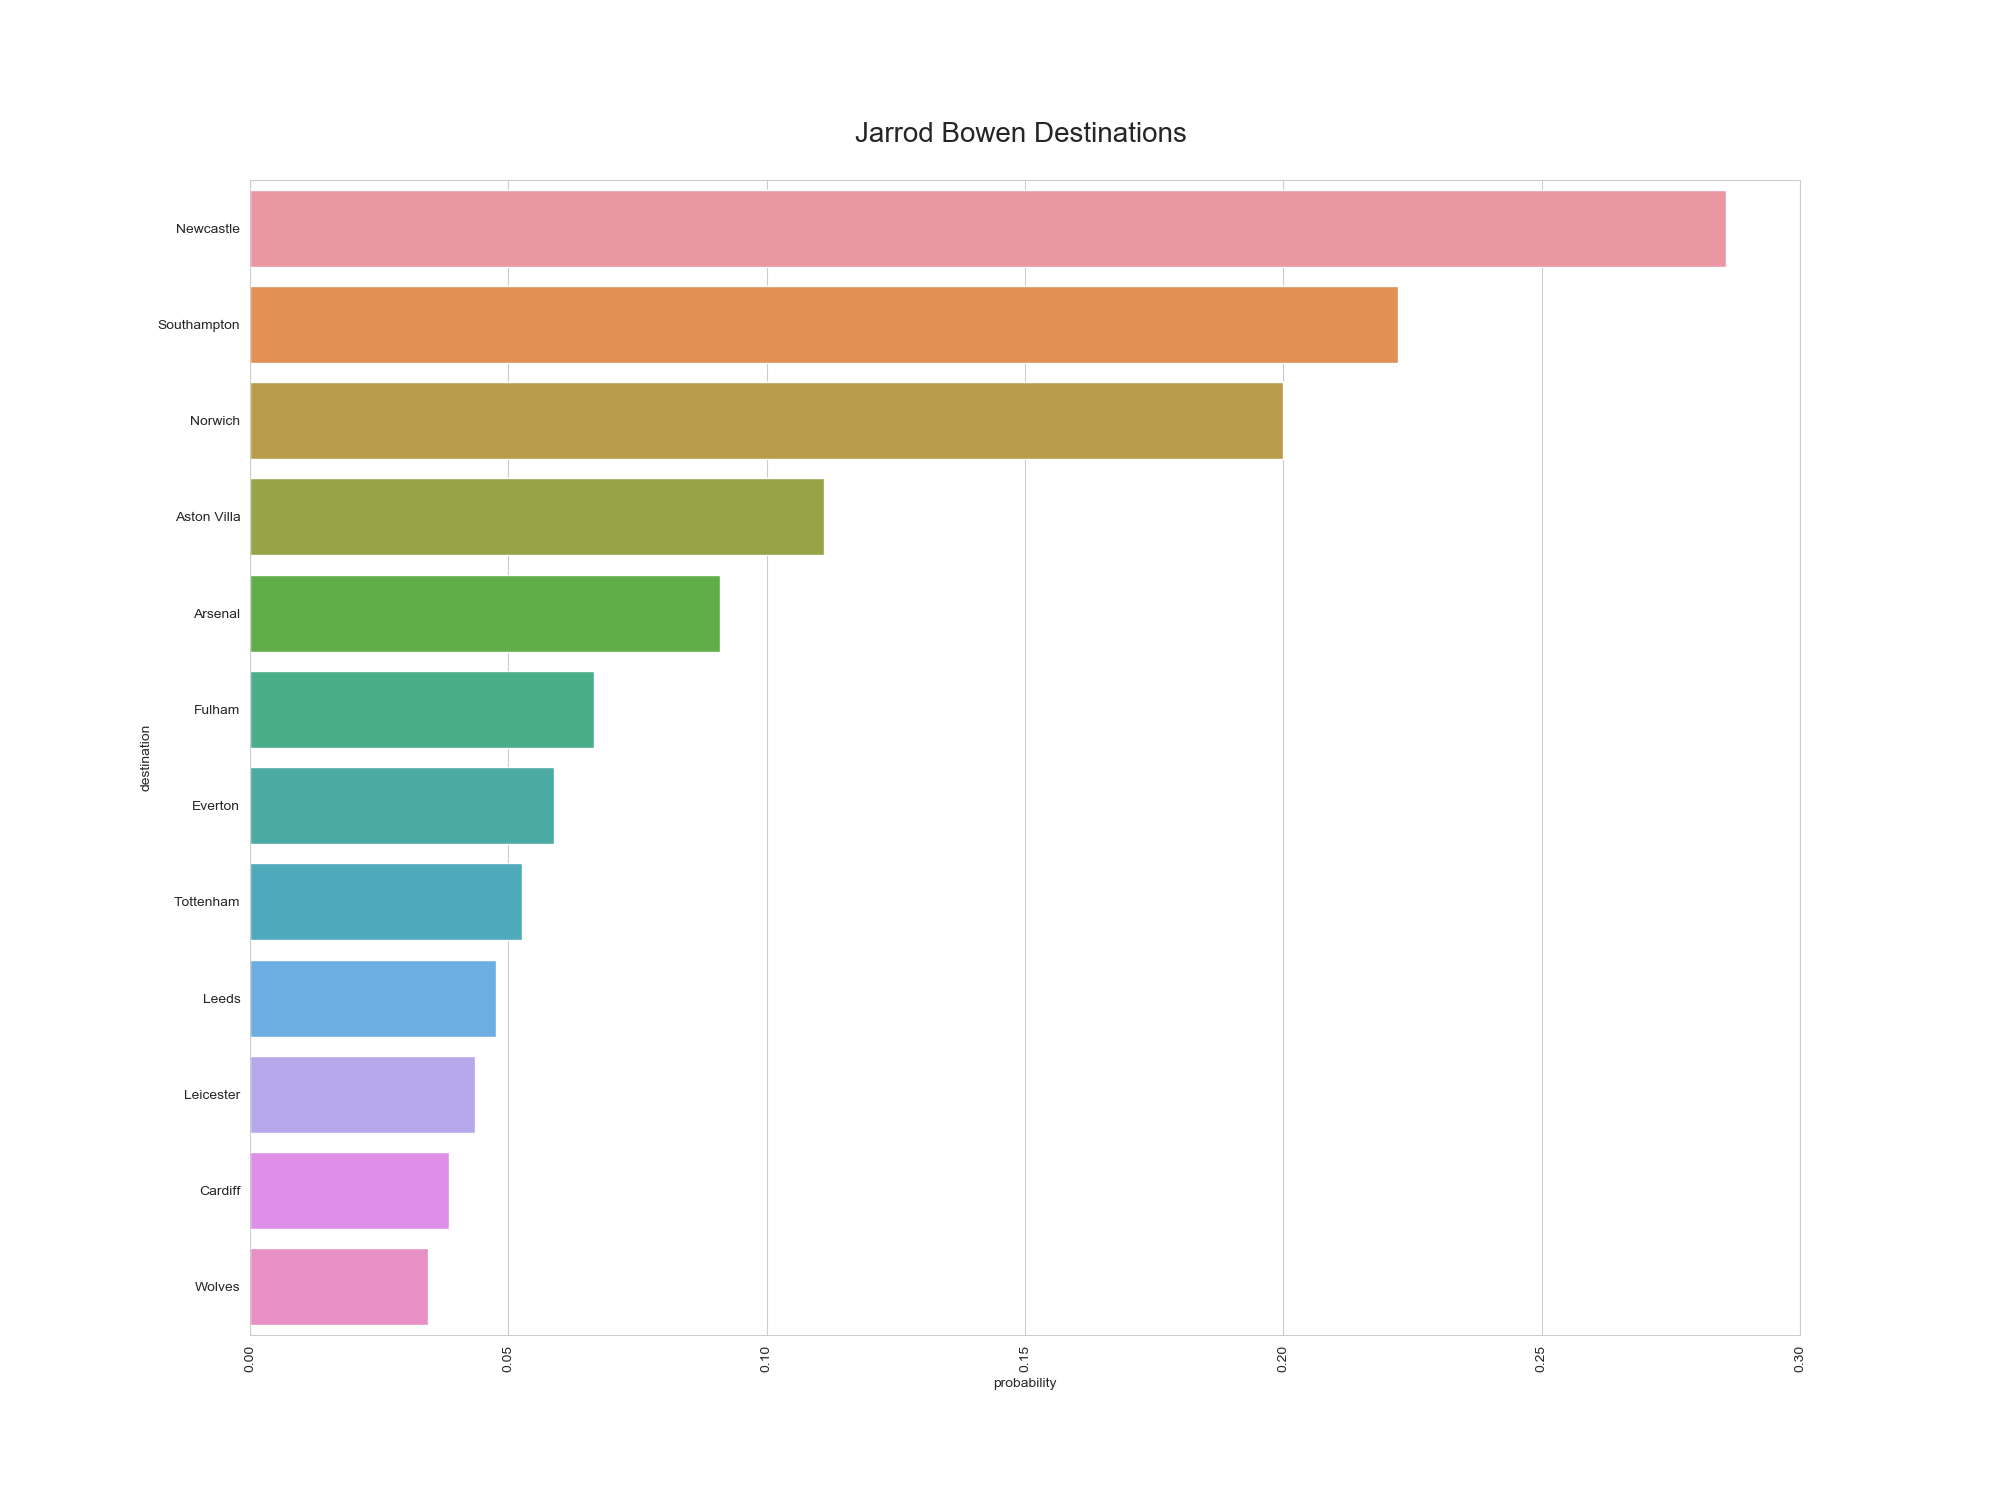 Jarrod Bowen Destinations
Newcastle
Southampton
Norwich
Aston Villa
Arsenal
Fulham
Everton
Tottenham
Leeds
Leicester
Cardiff
Wolves
destination
0.00 0.05 0.10 0.15 0.20 0.25 0.30
probability